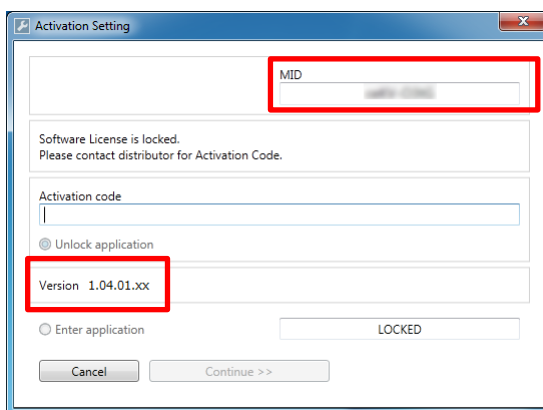 Activation Setting
MID
Software License is locked.
Please contact distributor for Activation Code.
Activation code
Unlock application
Version 1.04.01.xx
Enter application
LOCKED
Cancel
Continue >>